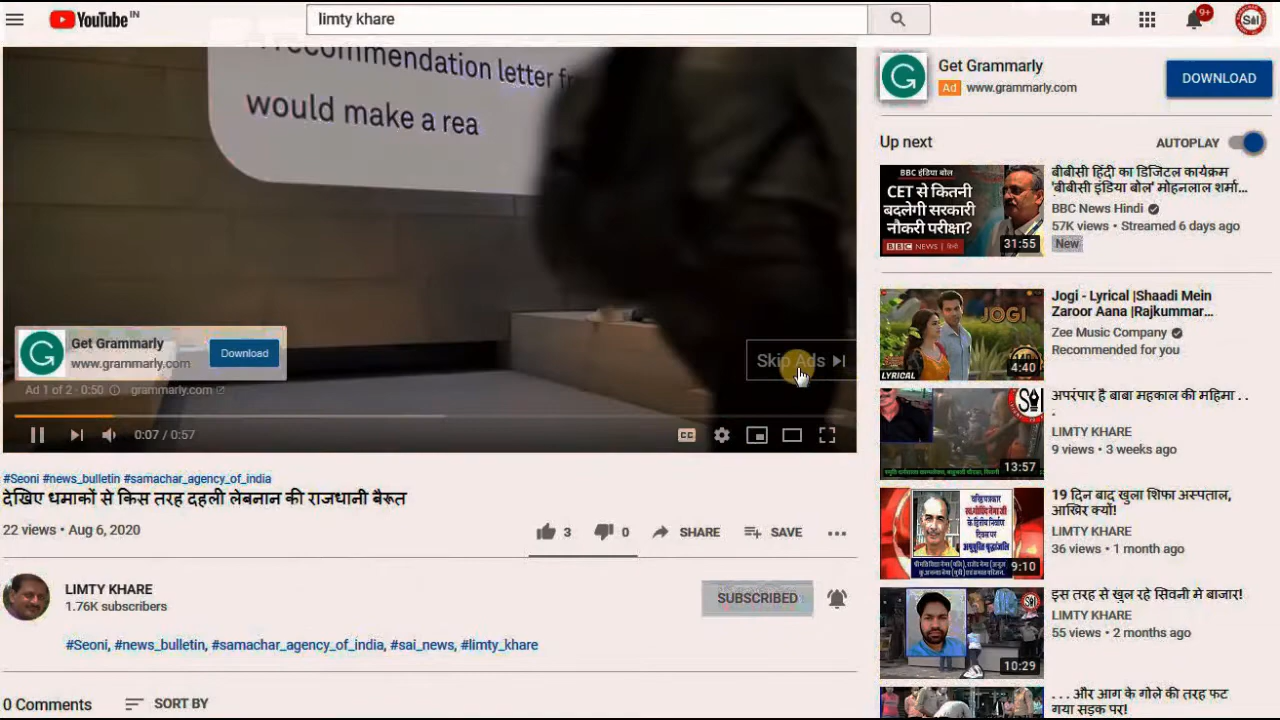 YouTube IN
limty khare
9+
Sai
recommendation letter
would make a rea
Get Grammarly
www.grammarly.com
Download
Skip Ads
Ad 1 of 2 · 0:50
grammarly.com
0:07 / 0:57
CC
#Seoni #news_bulletin #samachar_agency_of_india
देखिए धमाकों से किस तरह दहली लेबनान की राजधानी बैरूत
22 views • Aug 6, 2020
3
0
SHARE
SAVE
LIMTY KHARE
1.76K subscribers
SUBSCRIBED
#Seoni, #news_bulletin, #samachar_agency_of_india, #sai_news, #limty_khare
0 Comments
SORT BY
Get Grammarly
Ad www.grammarly.com
DOWNLOAD
Up next
AUTOPLAY
BBC इंडिया बोल
CET से कितनी
बदलेगी सरकारी
नौकरी परीक्षा?
BBC NEWS | हिन्दी
31:55
बीबीसी हिंदी का डिजिटल कार्यक्रम
'बीबीसी इंडिया बोल' मोहनलाल शर्मा...
BBC News Hindi
57K views • Streamed 6 days ago
New
JOGI
LYRICAL
4:40
Jogi - Lyrical |Shaadi Mein
Zaroor Aana |Rajkummar...
Zee Music Company
Recommended for you
13:57
अपरंपार है बाबा महाकाल की महिमा . .
.
LIMTY KHARE
9 views • 3 weeks ago
9:10
19 दिन बाद खुला शिफा अस्पताल,
आखिर क्यों!
LIMTY KHARE
36 views • 1 month ago
10:29
इस तरह से खुल रहे सिवनी मे बाजार!
LIMTY KHARE
55 views • 2 months ago
. . . और आग के गोले की तरह फट
गया सड़क पर!